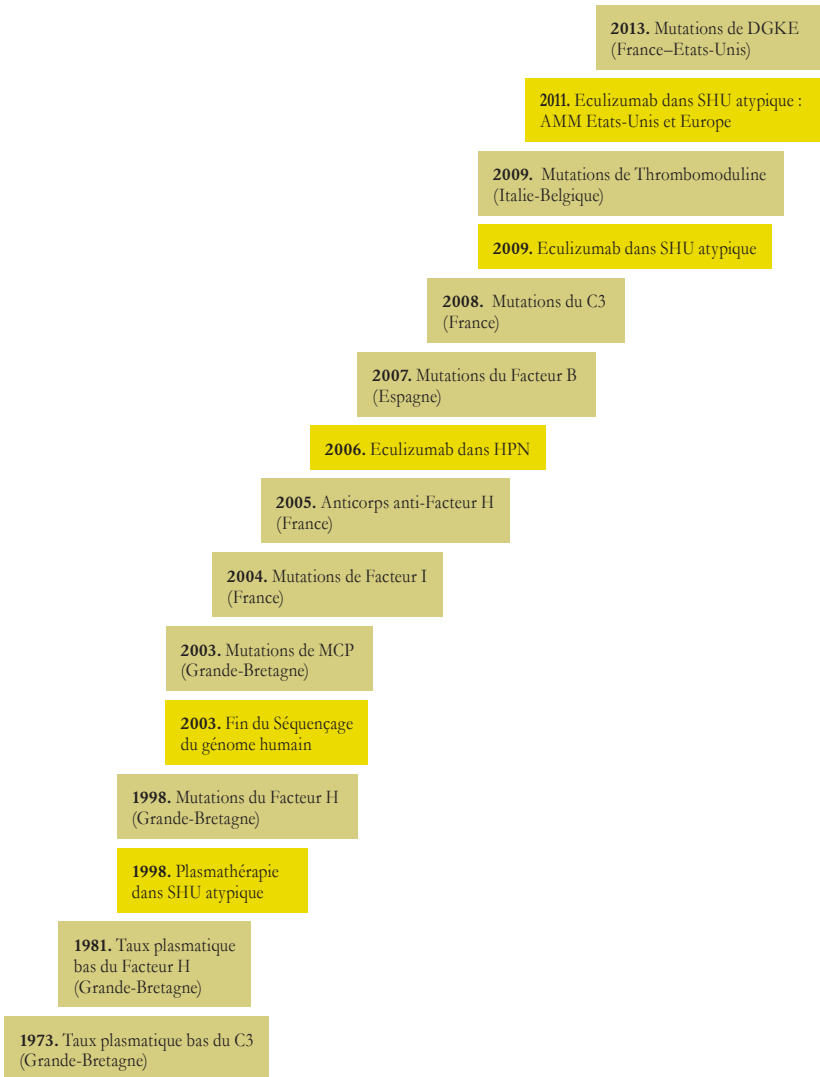 2013. Mutations de DGKE
(France–Etats-Unis)
2011. Eculizumab dans SHU atypique :
AMM Etats-Unis et Europe
2009. Mutations de Thrombomoduline
(Italie-Belgique)
2009. Eculizumab dans SHU atypique
2008. Mutations du C3
(France)
2007. Mutations du Facteur B
(Espagne)
2006. Eculizumab dans HPN
2005. Anticorps anti-Facteur H
(France)
2004. Mutations de Facteur I
(France)
2003. Mutations de MCP
(Grande-Bretagne)
2003. Fin du Séquençage
du génome humain
1998. Mutations du Facteur H
(Grande-Bretagne)
1998. Plasmathérapie
dans SHU atypique
1981. Taux plasmatique
bas du Facteur H
(Grande-Bretagne)
1973. Taux plasmatique bas du C3
(Grande-Bretagne)